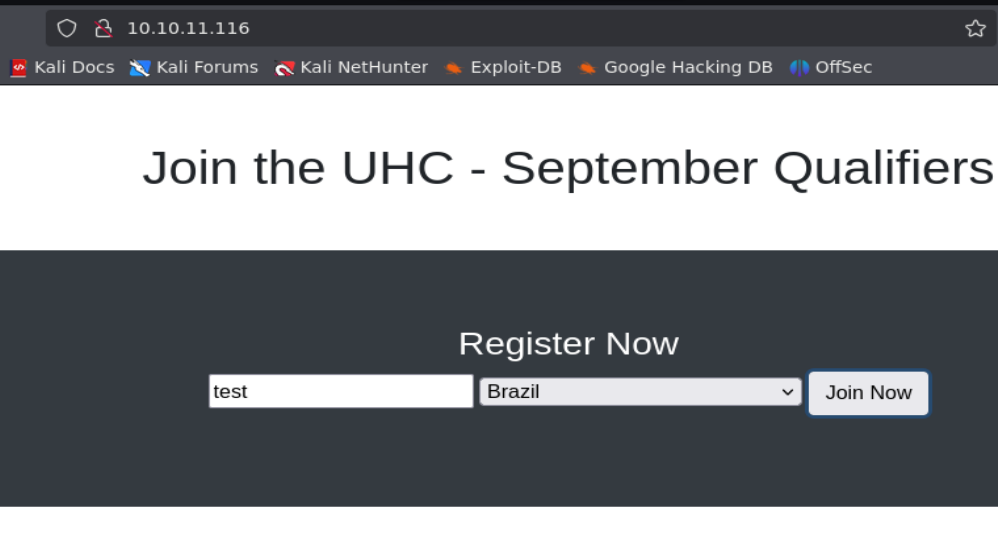 10.10.11.116
Kali Docs Kali Forums Kali NetHunter Exploit-DB Google Hacking DB OffSec
Join the UHC - September Qualifiers
Register Now
test Brazil Join Now